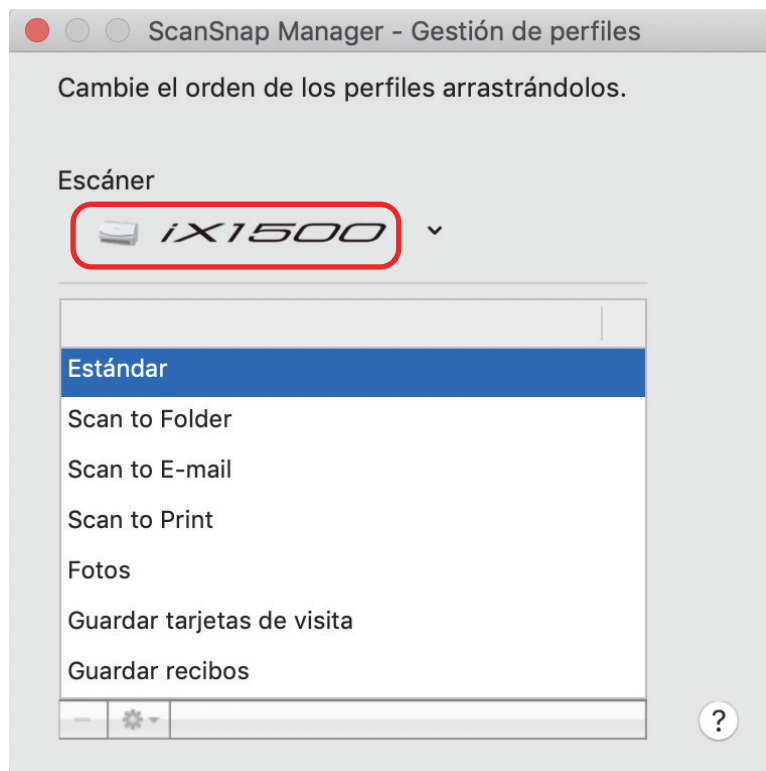 ScanSnap Manager - Gestión de perfiles
Cambie el orden de los perfiles arrastrándolos.
Escáner
iX1500
Estándar
Scan to Folder
Scan to E-mail
Scan to Print
Fotos
Guardar tarjetas de visita
Guardar recibos
?